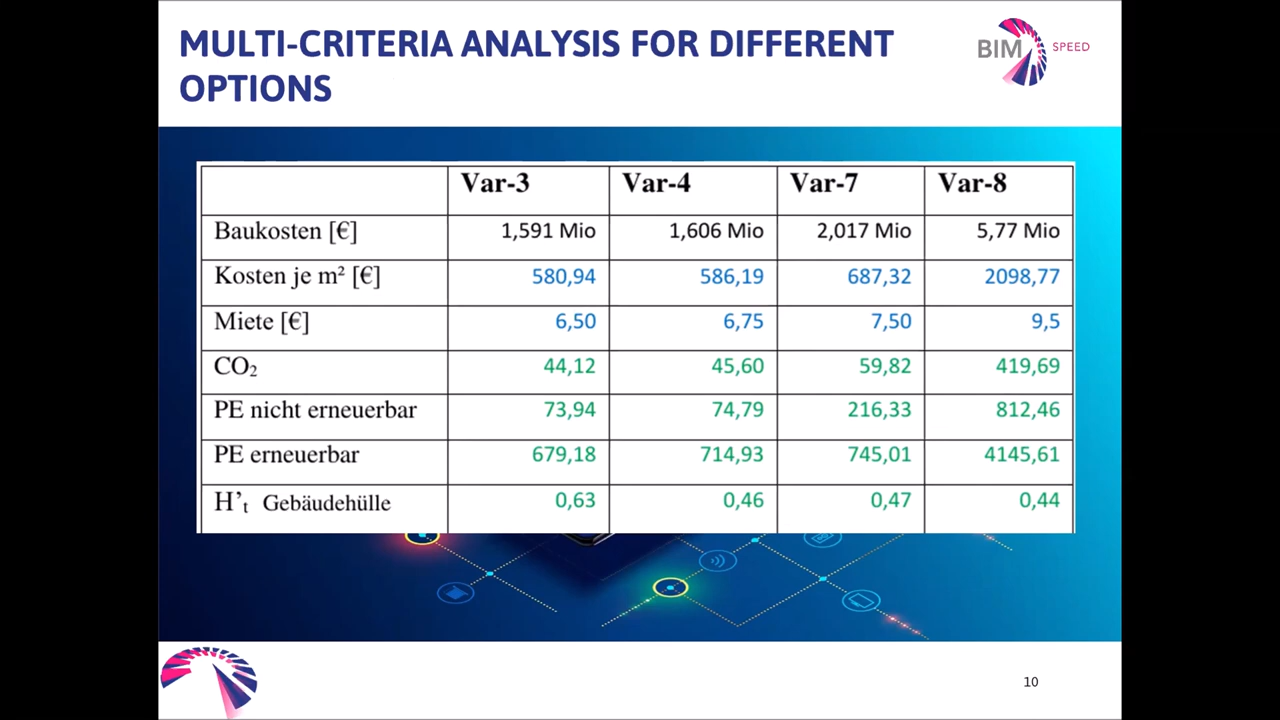 MULTI-CRITERIA ANALYSIS FOR DIFFERENT
OPTIONS
BIM SPEED
Var-3 Var-4 Var-7 Var-8
Baukosten [€] 1,591 Mio 1,606 Mio 2,017 Mio 5,77 Mio
Kosten je m² [€] 580,94 586,19 687,32 2098,77
Miete [€] 6,50 6,75 7,50 9,5
CO₂ 44,12 45,60 59,82 419,69
PE nicht erneuerbar 73,94 74,79 216,33 812,46
PE erneuerbar 679,18 714,93 745,01 4145,61
H’ₜ Gebäudehülle 0,63 0,46 0,47 0,44
10